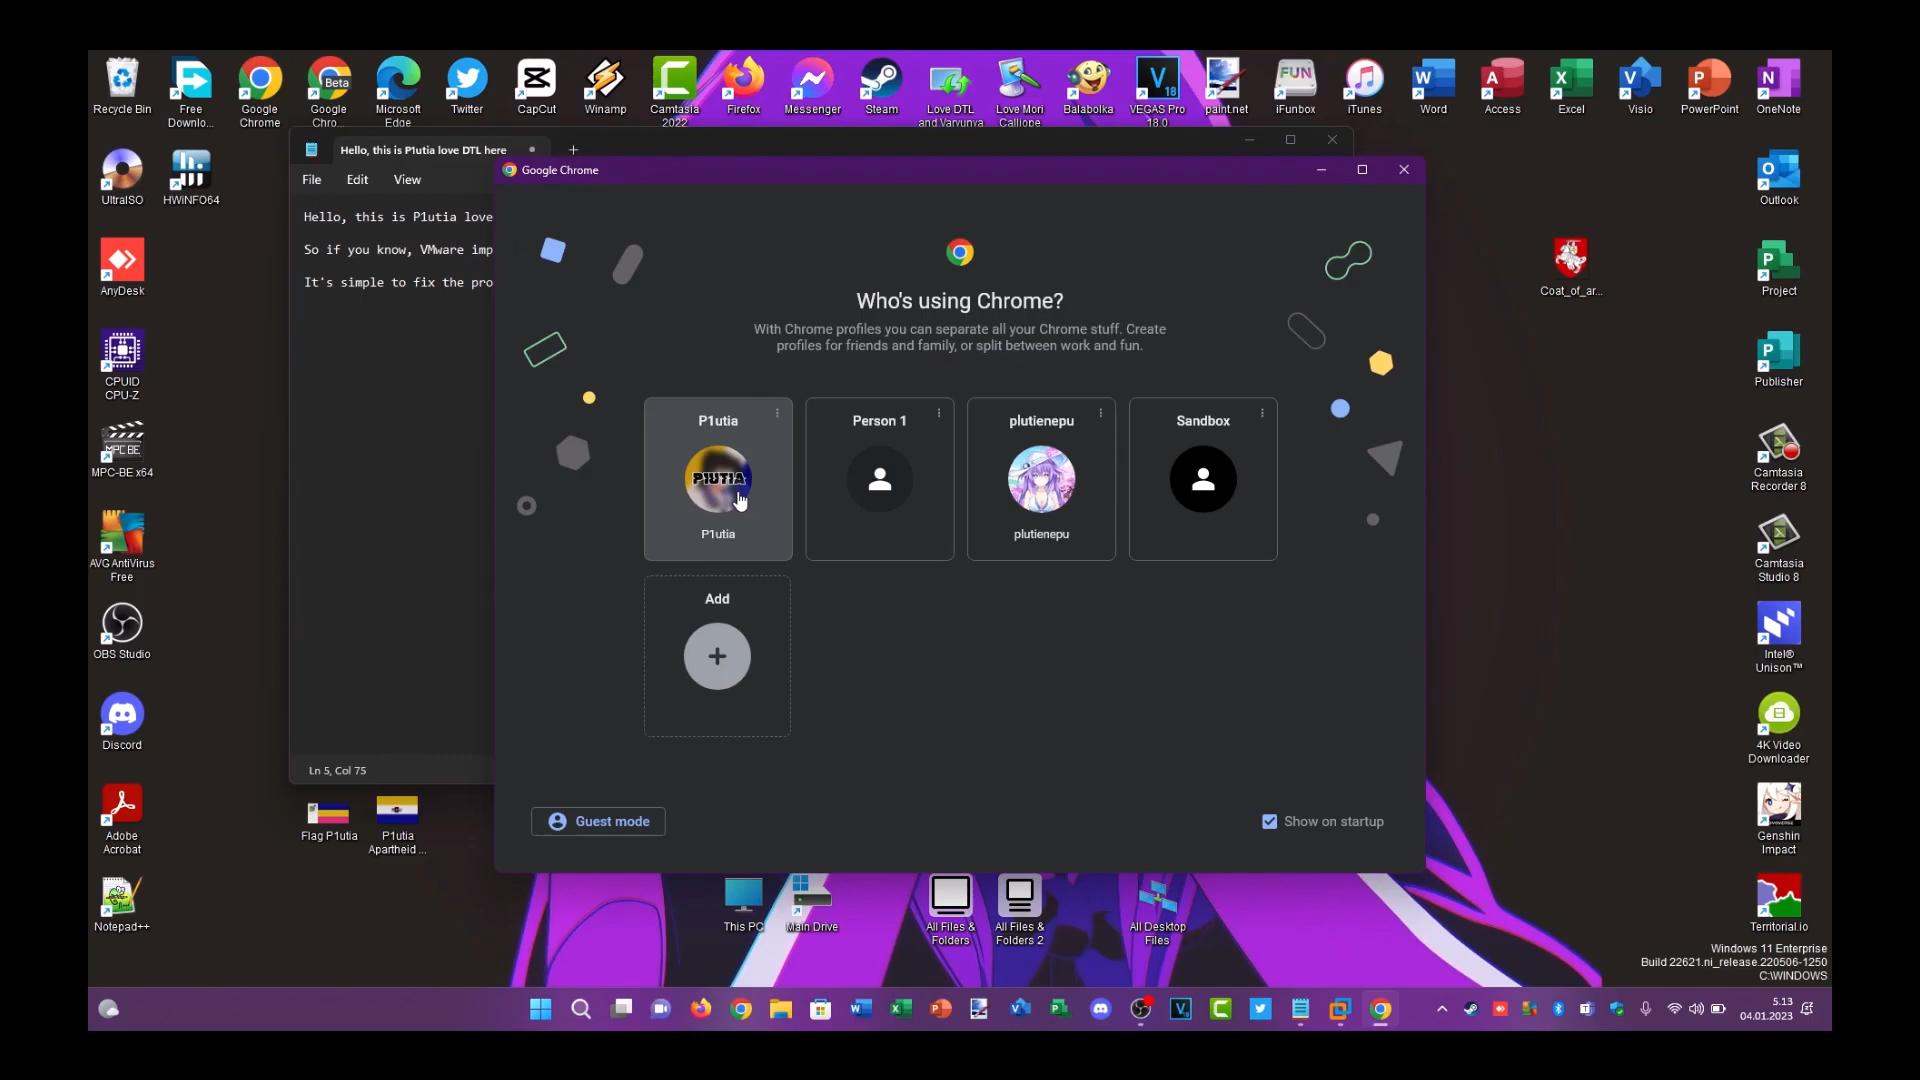 Recycle Bin
Free
Downlo...
Google
Chrome
Beta
Google
Chro...
Microsoft
Edge
Twitter
CapCut
Winamp
Camtasia
2022
Firefox
Messenger
Steam
Love DTL
and Varvunya
Love Mori
Calliope
Balabolka
VEGAS Pro
18.0
paint.net
FUN
iFunbox
iTunes
Word
Access
Excel
Visio
PowerPoint
OneNote
Hello, this is P1utia love DTL here
Google Chrome
File
Edit
View
Hello, this is P1utia love
So if you know, VMware imp
It's simple to fix the pro
Ln 5, Col 75
Who's using Chrome?
With Chrome profiles you can separate all your Chrome stuff. Create
profiles for friends and family, or split between work and fun.
P1utia
P1UTIA
P1utia
Person 1
plutienepu
plutienepu
Sandbox
Add
Guest mode
Show on startup
UltraISO
HWiNFO64
AnyDesk
CPUID
CPU-Z
MPC-BE
MPC-BE x64
AVG AntiVirus
Free
OBS Studio
Discord
Adobe
Acrobat
Notepad++
Flag P1utia
P1utia
Apartheid ...
Coat_of_ar...
Outlook
Project
Publisher
Camtasia
Recorder 8
Camtasia
Studio 8
Intel®
Unison™
4K Video
Downloader
Genshin
Impact
Territorial.io
This PC
Main Drive
All Files &
Folders
All Files &
Folders 2
All Desktop
Files
Windows 11 Enterprise
Build 22621.ni_release.220506-1250
C:\WINDOWS
5.13
04.01.2023